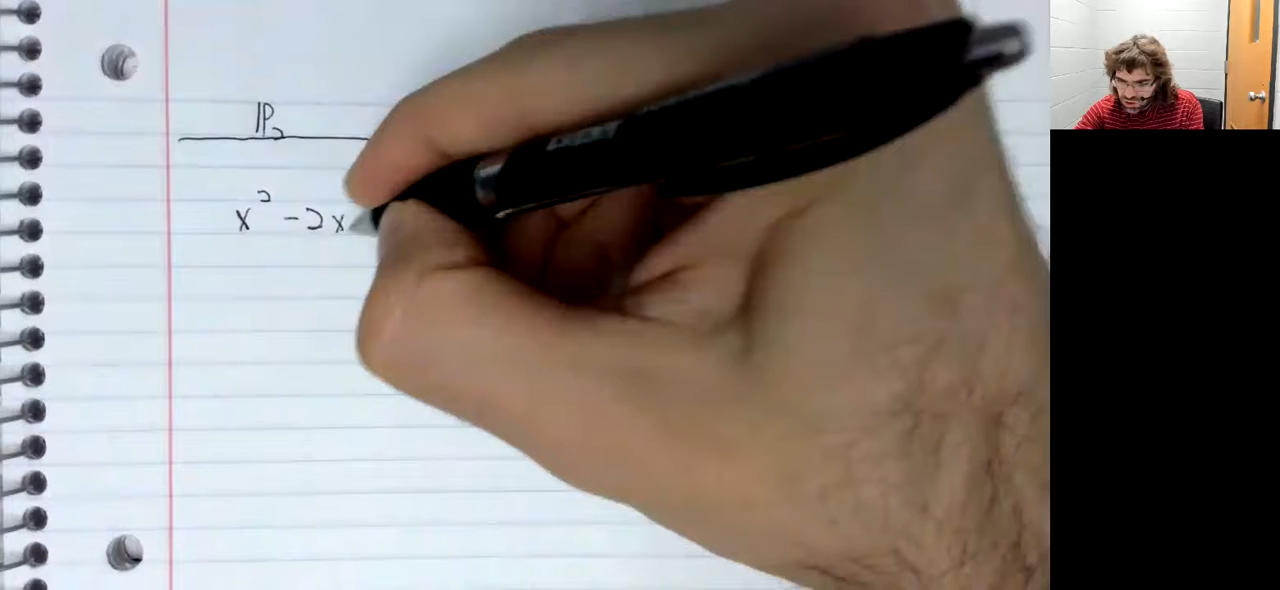 ℙ₂
x² - 2x